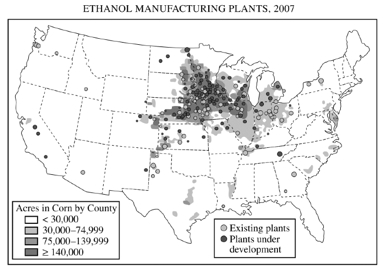 ETHANOL MANUFACTURING PLANTS, 2007
Acres in Corn by County
< 30,000
30,000–74,999
75,000–139,999
≥ 140,000
Existing plants
Plants under
development